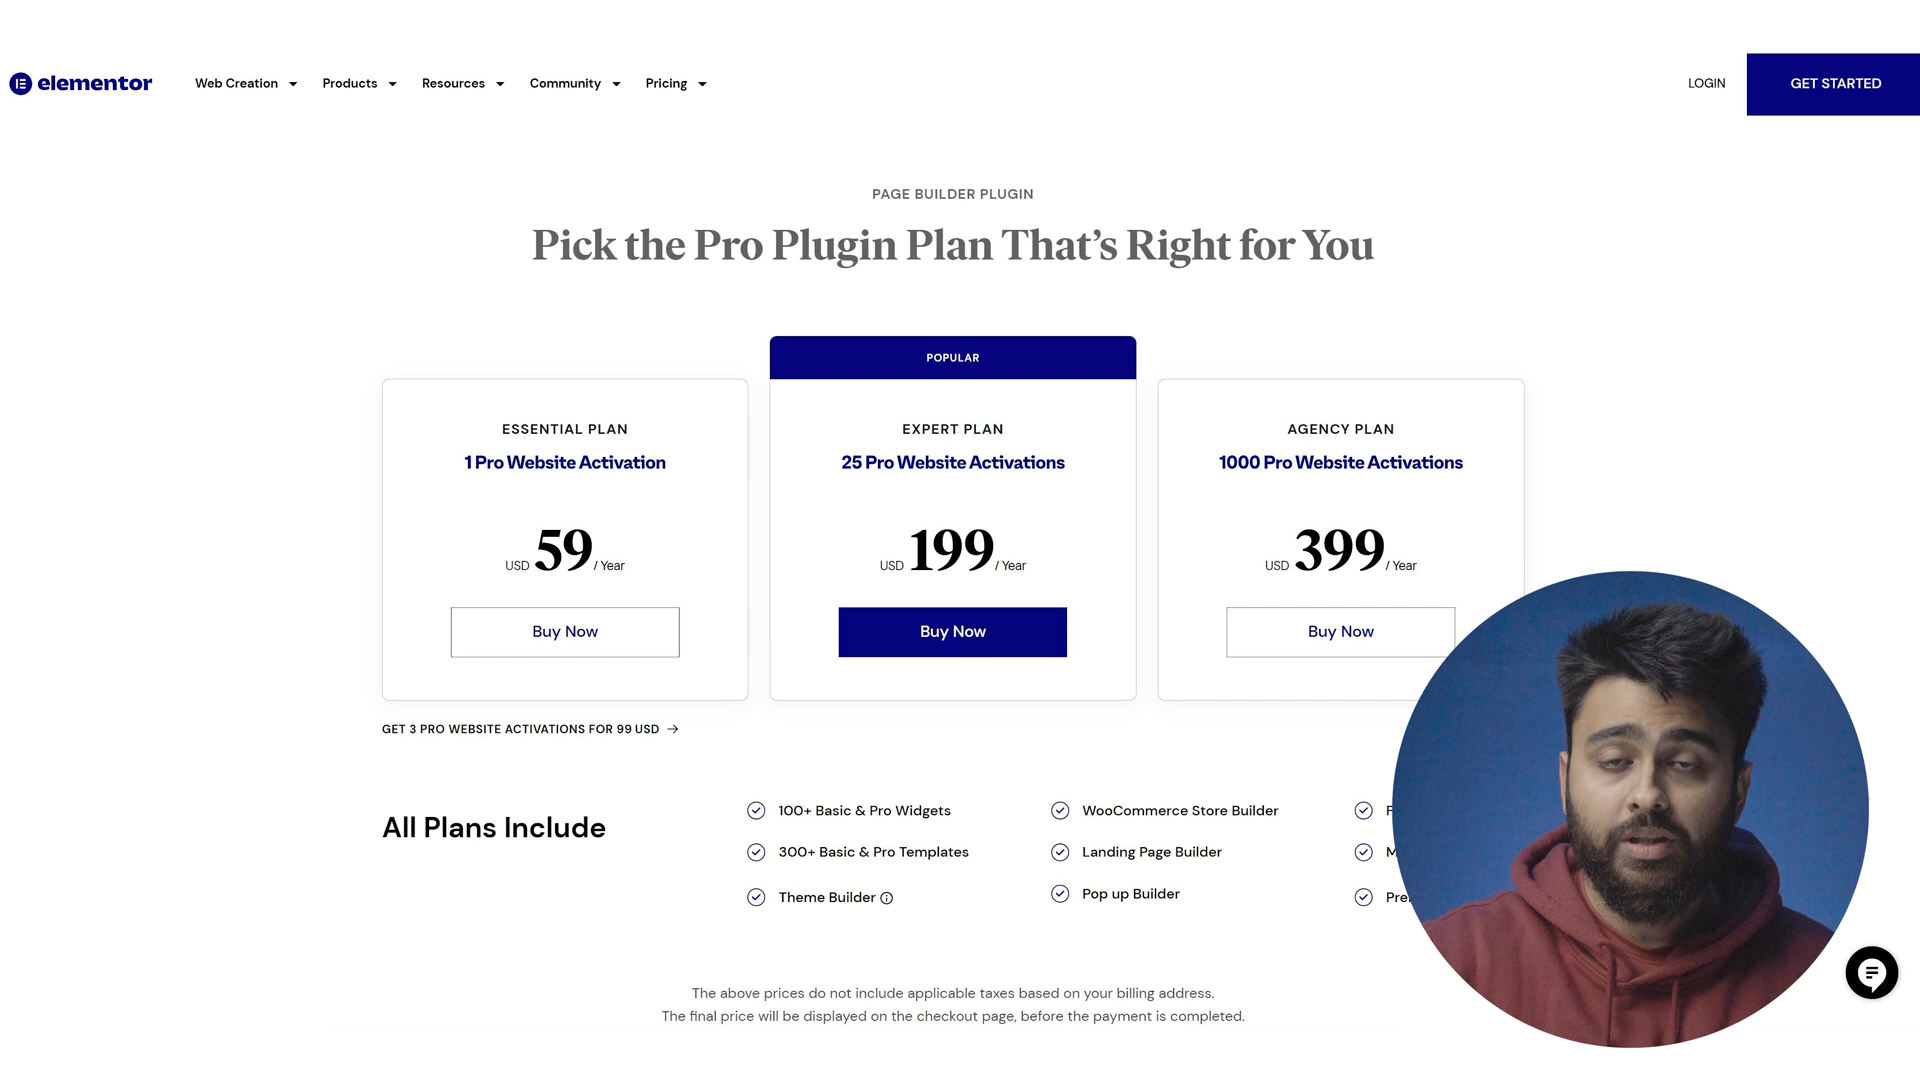 elementor
Web Creation
Products
Resources
Community
Pricing
LOGIN
GET STARTED
PAGE BUILDER PLUGIN
Pick the Pro Plugin Plan That’s Right for You
POPULAR
ESSENTIAL PLAN
1 Pro Website Activation
USD 59 / Year
Buy Now
EXPERT PLAN
25 Pro Website Activations
USD 199 / Year
Buy Now
AGENCY PLAN
1000 Pro Website Activations
USD 399 / Year
Buy Now
GET 3 PRO WEBSITE ACTIVATIONS FOR 99 USD →
All Plans Include
100+ Basic & Pro Widgets
300+ Basic & Pro Templates
Theme Builder
WooCommerce Store Builder
Landing Page Builder
Pop up Builder
The above prices do not include applicable taxes based on your billing address.
The final price will be displayed on the checkout page, before the payment is completed.